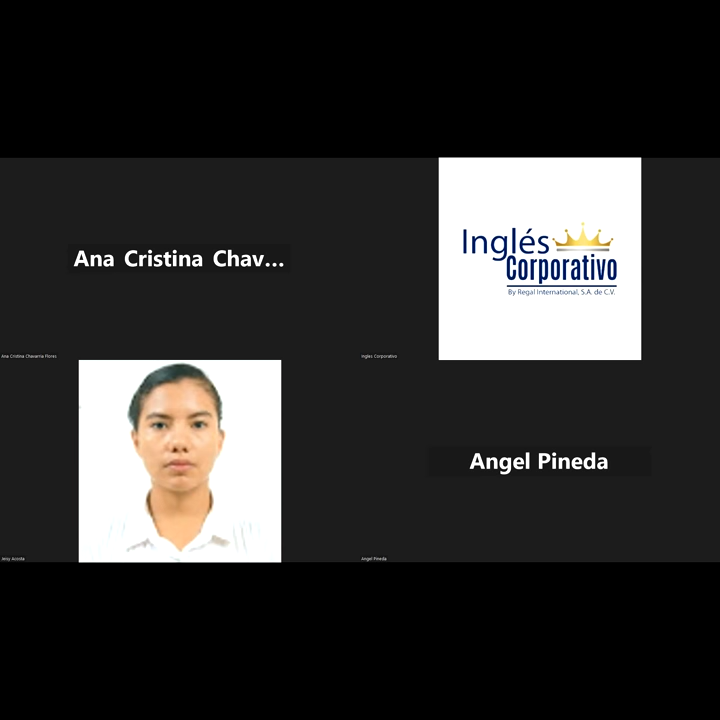 Ana Cristina Chav...
Inglés
Corporativo
By Regal International, S.A. de C.V.
Ana Cristina Chavarria Flores
Ingles Corporativo
Angel Pineda
Jetsy Acosta
Angel Pineda